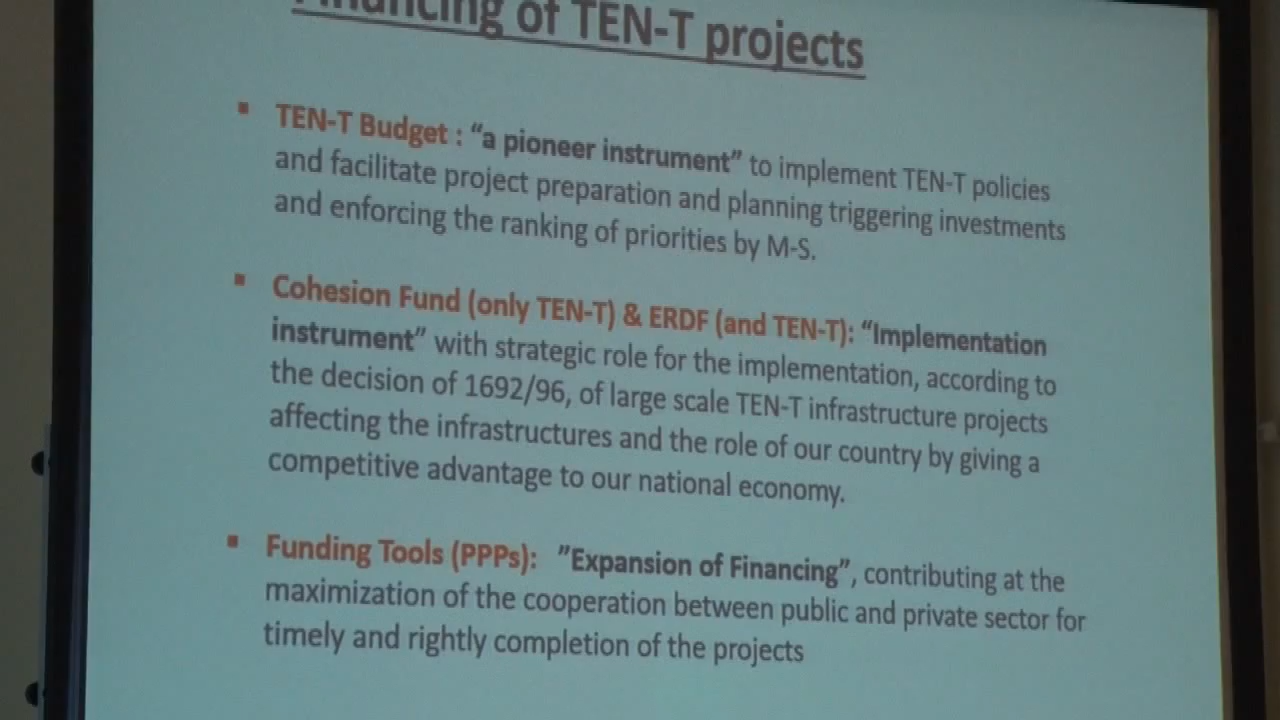 Financing of TEN-T projects
▪ TEN-T Budget : “a pioneer instrument” to implement TEN-T policies
and facilitate project preparation and planning triggering investments
and enforcing the ranking of priorities by M-S.
▪ Cohesion Fund (only TEN-T) & ERDF (and TEN-T): “Implementation
instrument” with strategic role for the implementation, according to
the decision of 1692/96, of large scale TEN-T infrastructure projects
affecting the infrastructures and the role of our country by giving a
competitive advantage to our national economy.
▪ Funding Tools (PPPs): ”Expansion of Financing”, contributing at the
maximization of the cooperation between public and private sector for
timely and rightly completion of the projects